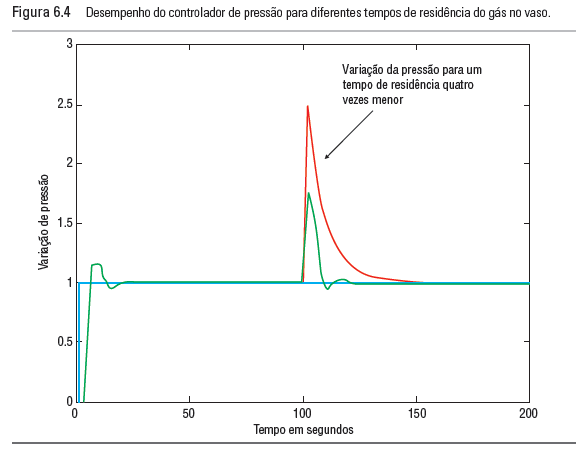 Figura 6.4 Desempenho do controlador de pressão para diferentes tempos de residência do gás no vaso.
3
Variação da pressão para um
tempo de residência quatro
vezes menor
2.5
2
Variação de pressão
1.5
1
0.5
0
0 50 100 150 200
Tempo em segundos